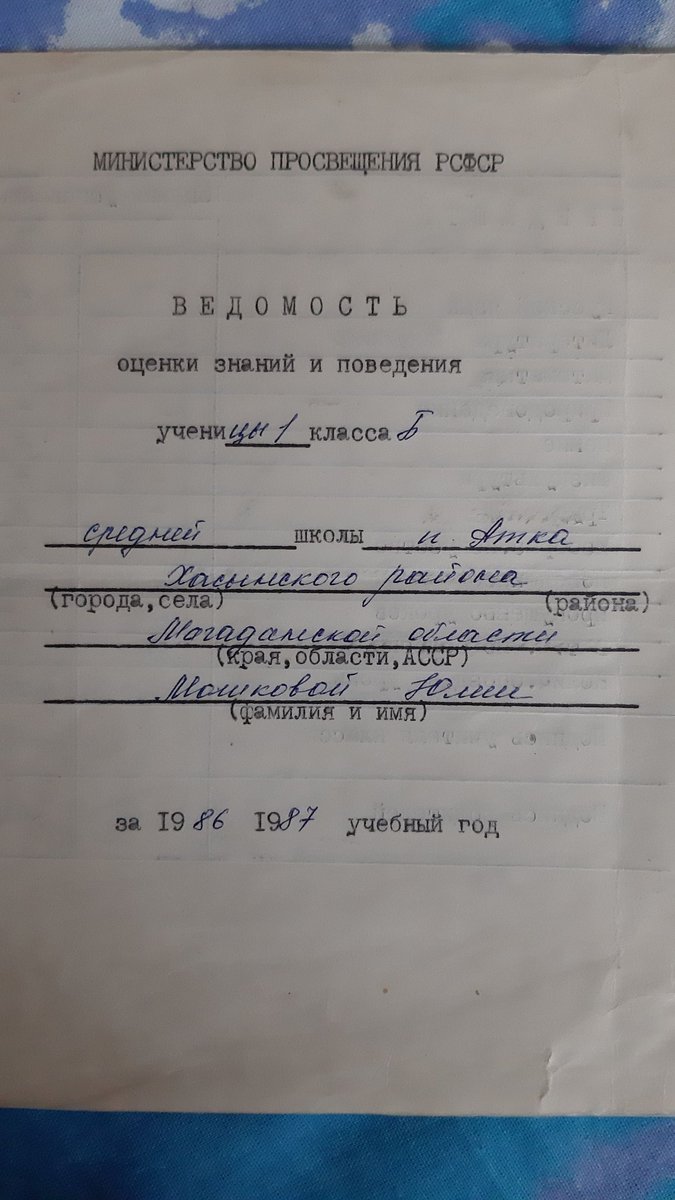 МИНИСТЕРСТВО ПРОСВЕЩЕНИЯ РСФСР
ВЕДОМОСТЬ
оценки знаний и поведения
ученицы 1 класса Б
средней школы п. Атка
Хасынского района
(города,села) (района)
Магаданской области
(края,области,АССР)
Мошковой Юлии
(фамилия и имя)
за 1986 1987 учебный год